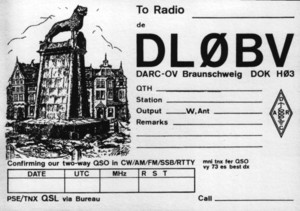 To Radio
de
DLØBV
DARC-OV Braunschweig DOK HØ3
QTH
Station
Output W,Ant
Remarks
Confirming our two-way QSO in CW/AM/FM/SSB/RTTY
mni tnx fer QSO
vy 73 es best dx
DATE UTC MHz R S T
PSE/TNX QSL via Bureau Call